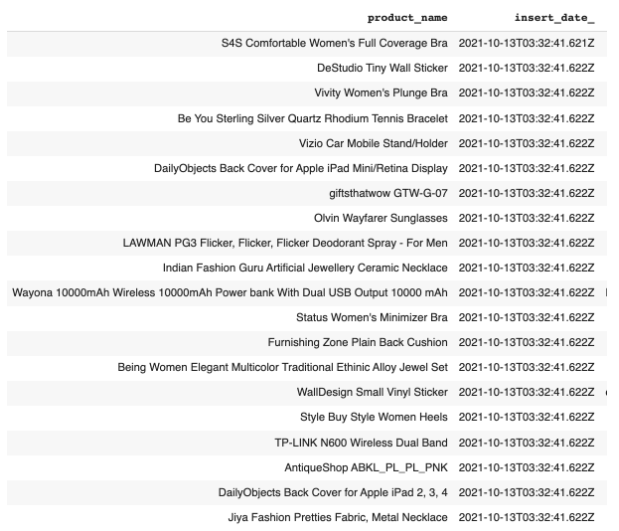 product_name insert_date_
S4S Comfortable Women's Full Coverage Bra 2021-10-13T03:32:41.621Z
DeStudio Tiny Wall Sticker 2021-10-13T03:32:41.622Z
Vivity Women's Plunge Bra 2021-10-13T03:32:41.622Z
Be You Sterling Silver Quartz Rhodium Tennis Bracelet 2021-10-13T03:32:41.622Z
Vizio Car Mobile Stand/Holder 2021-10-13T03:32:41.622Z
DailyObjects Back Cover for Apple iPad Mini/Retina Display 2021-10-13T03:32:41.622Z
giftsthatwow GTW-G-07 2021-10-13T03:32:41.622Z
Olvin Wayfarer Sunglasses 2021-10-13T03:32:41.622Z
LAWMAN PG3 Flicker, Flicker, Flicker Deodorant Spray - For Men 2021-10-13T03:32:41.622Z
Indian Fashion Guru Artificial Jewellery Ceramic Necklace 2021-10-13T03:32:41.622Z
Wayona 10000mAh Wireless 10000mAh Power bank With Dual USB Output 10000 mAh 2021-10-13T03:32:41.622Z
Status Women's Minimizer Bra 2021-10-13T03:32:41.622Z
Furnishing Zone Plain Back Cushion 2021-10-13T03:32:41.622Z
Being Women Elegant Multicolor Traditional Ethinic Alloy Jewel Set 2021-10-13T03:32:41.622Z
WallDesign Small Vinyl Sticker 2021-10-13T03:32:41.622Z
Style Buy Style Women Heels 2021-10-13T03:32:41.622Z
TP-LINK N600 Wireless Dual Band 2021-10-13T03:32:41.622Z
AntiqueShop ABKL_PL_PL_PNK 2021-10-13T03:32:41.622Z
DailyObjects Back Cover for Apple iPad 2, 3, 4 2021-10-13T03:32:41.622Z
Jiya Fashion Pretties Fabric, Metal Necklace 2021-10-13T03:32:41.622Z